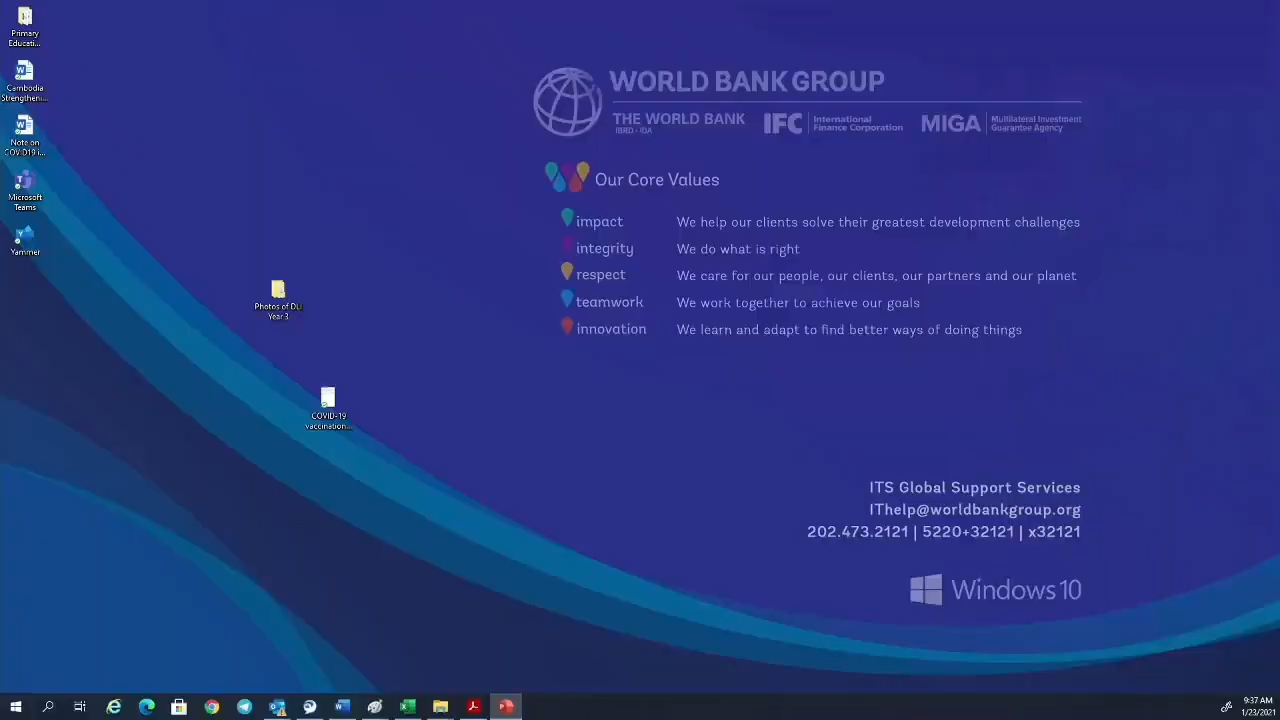 Primary
Educati...
Cambodia
Strengthen...
Note on
COVID19 i...
Microsoft
Teams
Yammer
Photos of DLI
Year 3
COVID-19
vaccination...
WORLD BANK GROUP
THE WORLD BANK
IBRD • IDA
IFC International
Finance Corporation
MIGA Multilateral Investment
Guarantee Agency
Our Core Values
impact We help our clients solve their greatest development challenges
integrity We do what is right
respect We care for our people, our clients, our partners and our planet
teamwork We work together to achieve our goals
innovation We learn and adapt to find better ways of doing things
ITS Global Support Services
IThelp@worldbankgroup.org
202.473.2121 | 5220+32121 | x32121
Windows 10
9:37 AM
1/23/2021